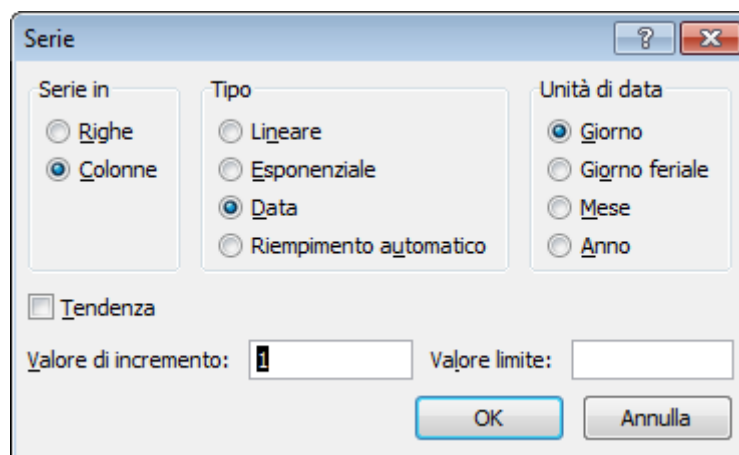 Serie
Serie in
Righe
Colonne
Tipo
Lineare
Esponenziale
Data
Riempimento automatico
Unità di data
Giorno
Giorno feriale
Mese
Anno
Tendenza
Valore di incremento: 1 Valore limite:
OK Annulla